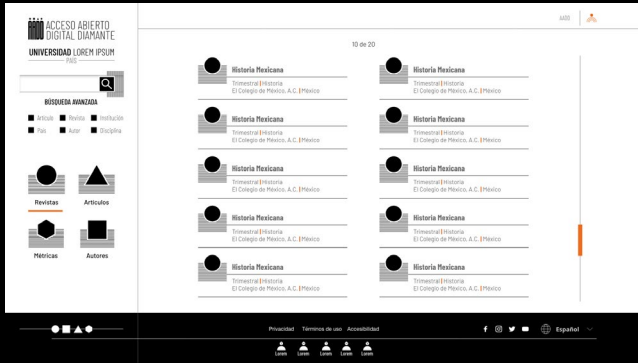 AADD
ACCESO ABIERTO
DIGITAL DIAMANTE
UNIVERSIDAD LOREM IPSUM
PAÍS
BÚSQUEDA AVANZADA
Artículo Revista Institución
País Autor Disciplina
Revistas Artículos
Métricas Autores
10 de 20
Historia Mexicana
Trimestral | Historia
El Colegio de México, A.C. | México
Historia Mexicana
Trimestral | Historia
El Colegio de México, A.C. | México
Historia Mexicana
Trimestral | Historia
El Colegio de México, A.C. | México
Historia Mexicana
Trimestral | Historia
El Colegio de México, A.C. | México
Historia Mexicana
Trimestral | Historia
El Colegio de México, A.C. | México
Historia Mexicana
Trimestral | Historia
El Colegio de México, A.C. | México
Historia Mexicana
Trimestral | Historia
El Colegio de México, A.C. | México
Historia Mexicana
Trimestral | Historia
El Colegio de México, A.C. | México
Historia Mexicana
Trimestral | Historia
El Colegio de México, A.C. | México
Historia Mexicana
Trimestral | Historia
El Colegio de México, A.C. | México
Privacidad Términos de uso Accesibilidad
Español
Lorem Lorem Lorem Lorem Lorem